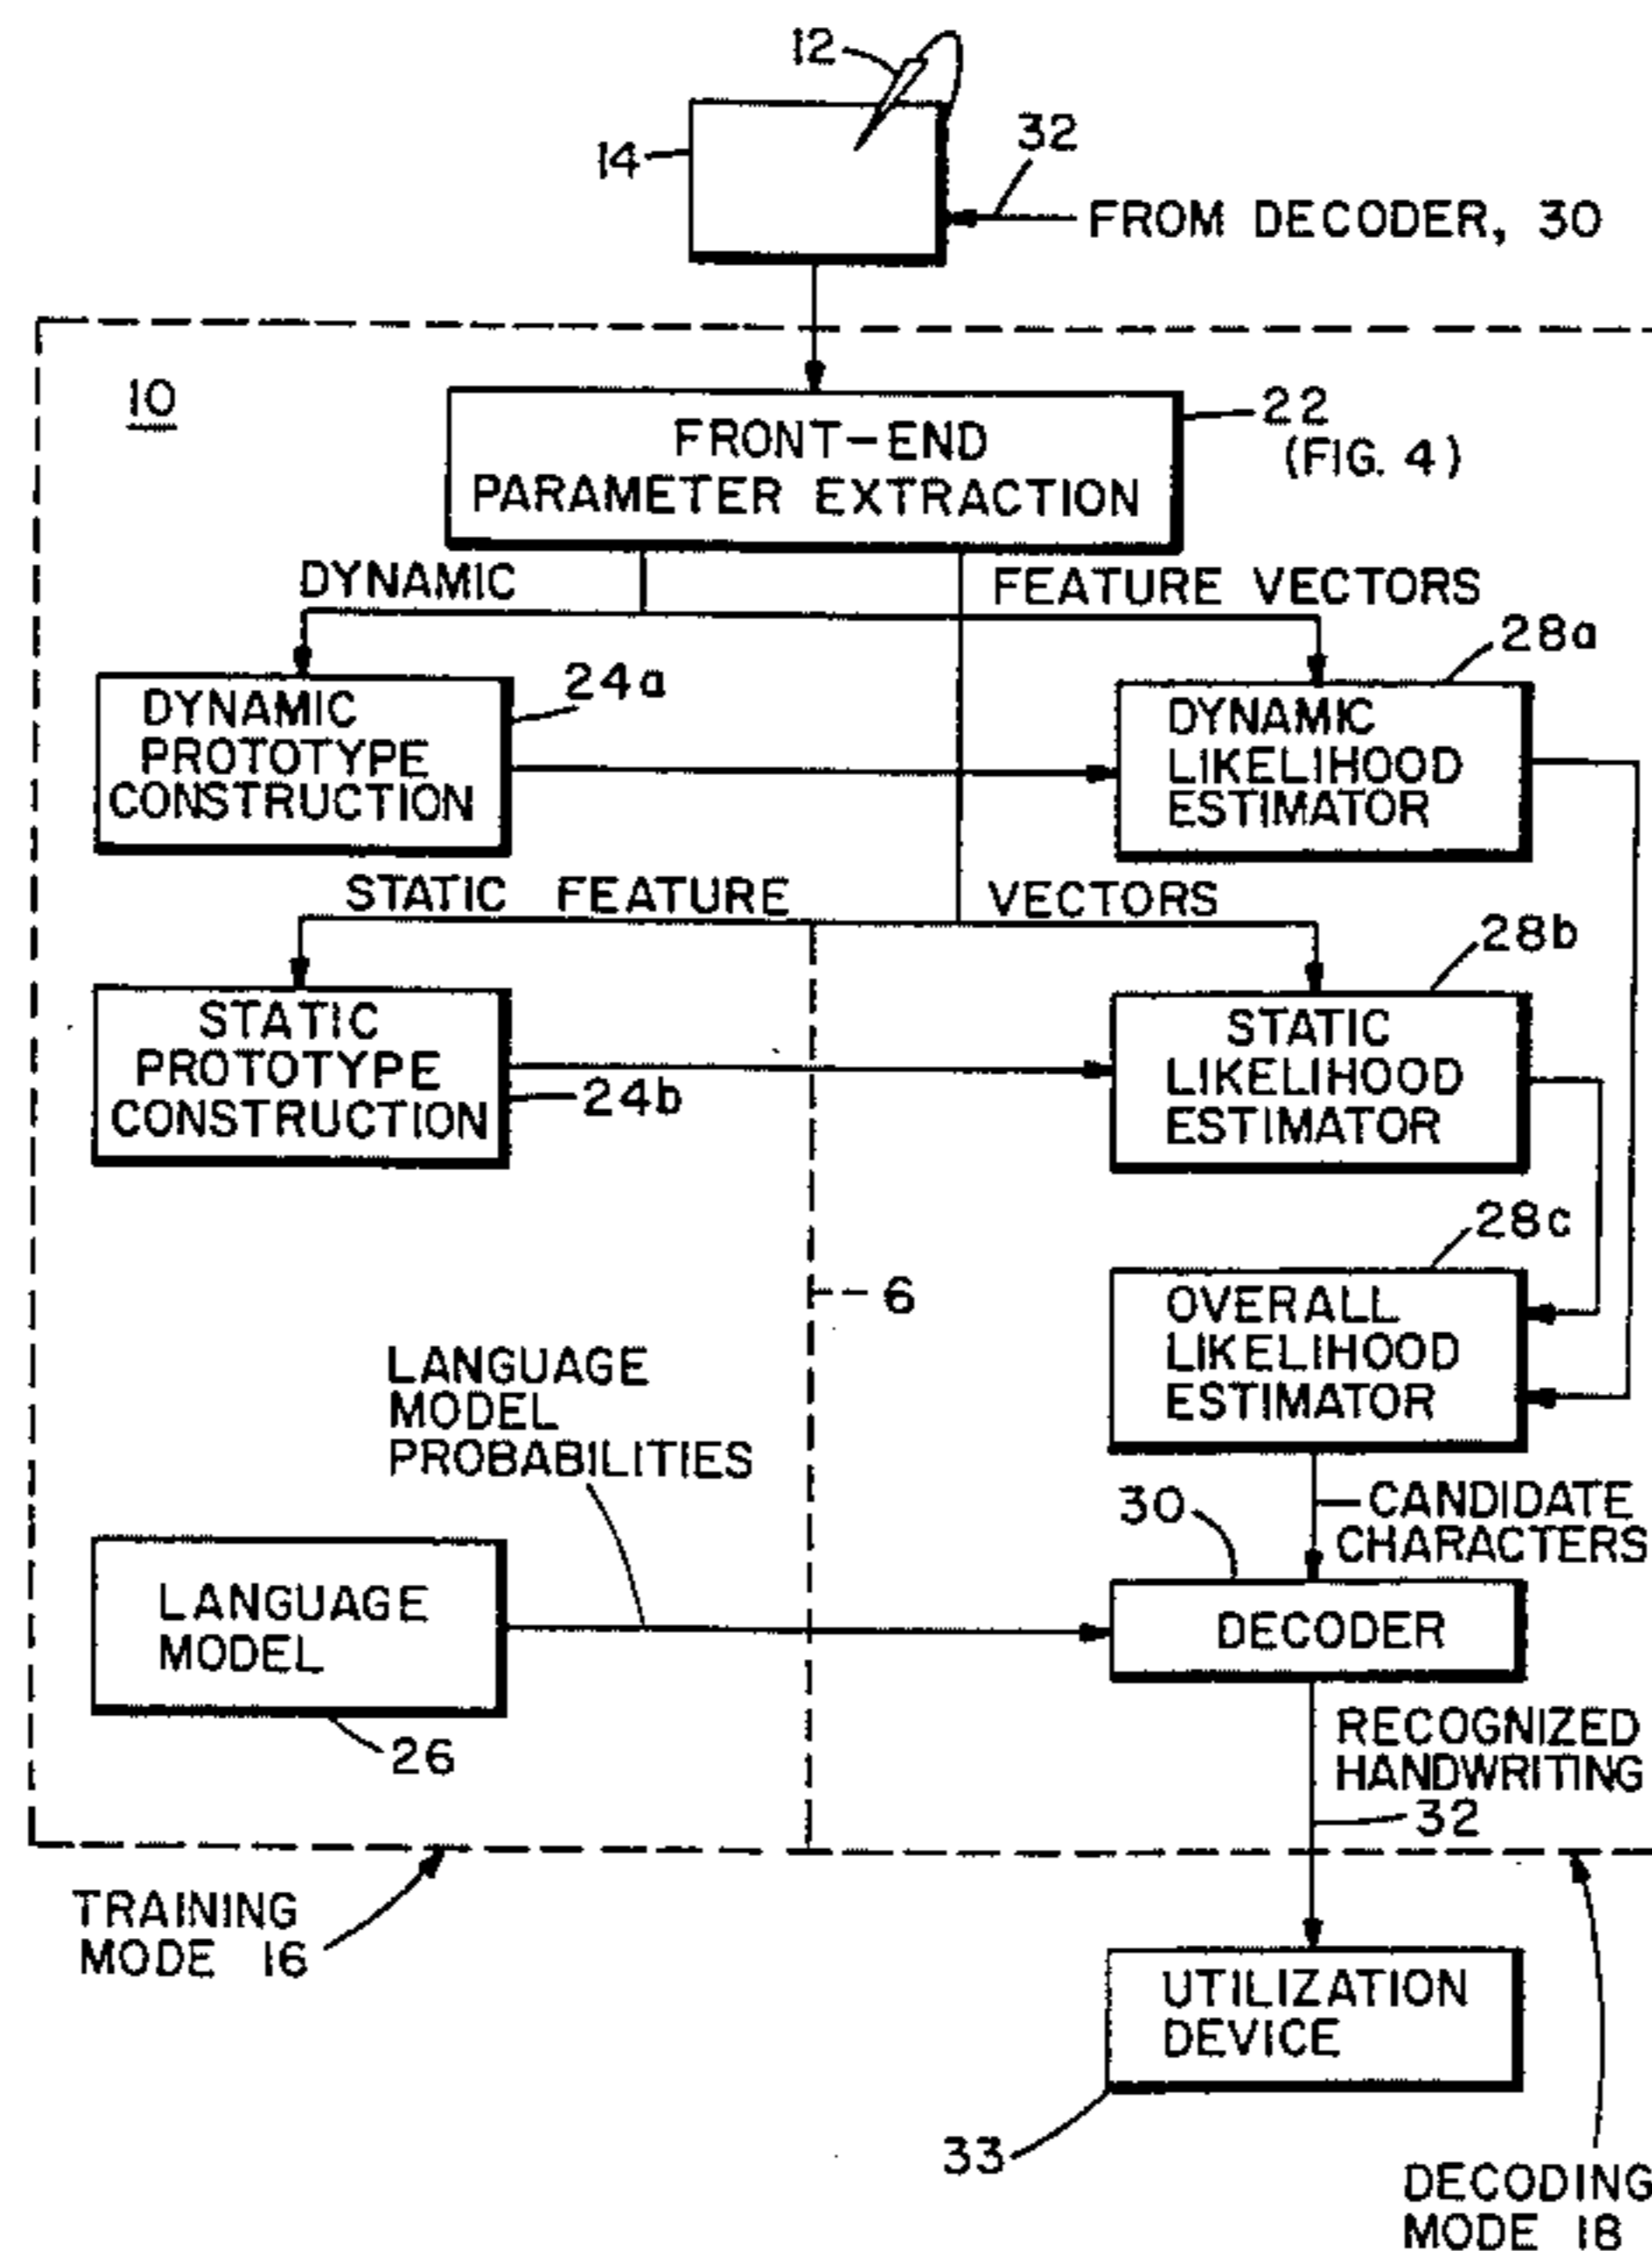 12
14
32
FROM DECODER, 30
10
FRONT-END
PARAMETER EXTRACTION
22
(FIG. 4)
DYNAMIC FEATURE VECTORS
24a
28a
DYNAMIC
PROTOTYPE
CONSTRUCTION
DYNAMIC
LIKELIHOOD
ESTIMATOR
STATIC FEATURE VECTORS
28b
STATIC
PROTOTYPE
CONSTRUCTION
24b
STATIC
LIKELIHOOD
ESTIMATOR
28c
6
OVERALL
LIKELIHOOD
ESTIMATOR
LANGUAGE
MODEL
PROBABILITIES
30
CANDIDATE
CHARACTERS
LANGUAGE
MODEL
26
DECODER
RECOGNIZED
HANDWRITING
32
TRAINING
MODE 16
UTILIZATION
DEVICE
33
DECODING
MODE 18